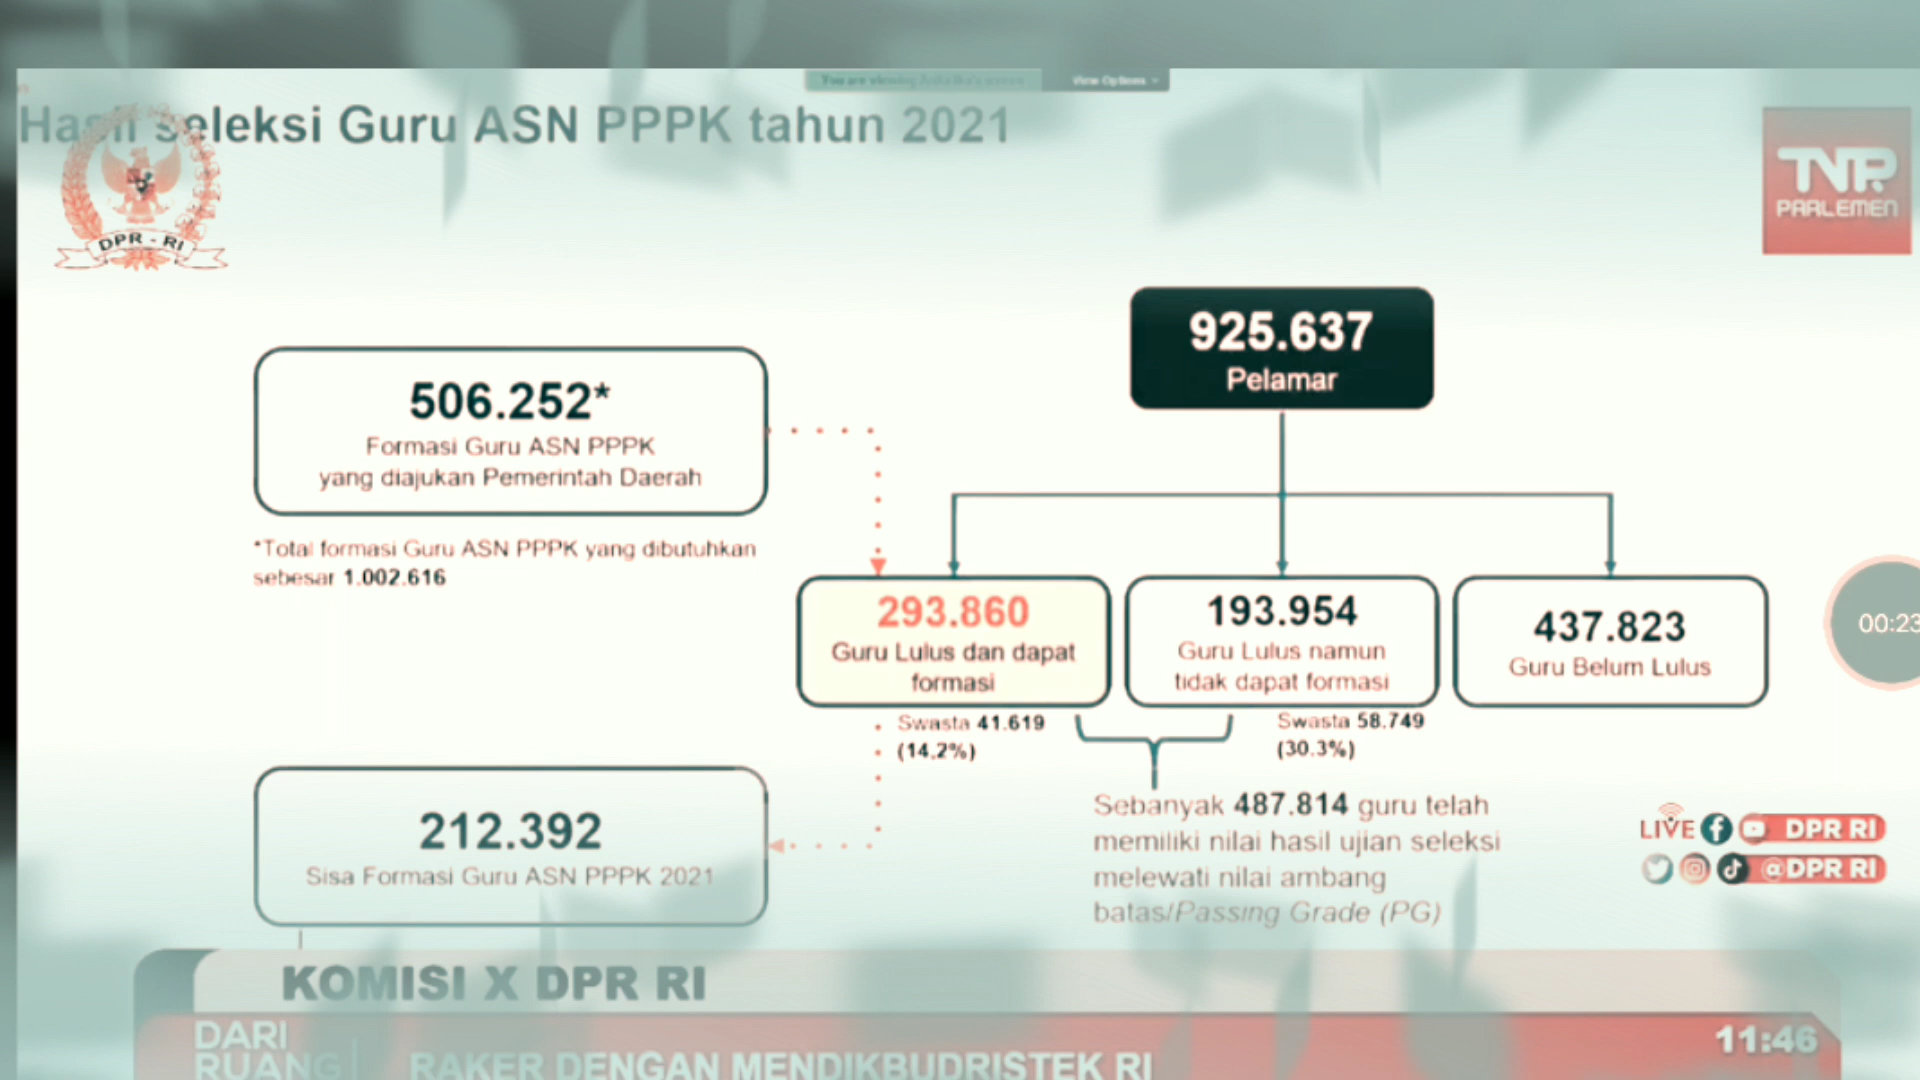 View Options
Hasil seleksi Guru ASN PPPK tahun 2021
DPR - RI
TVR
PARLEMEN
925.637
Pelamar
506.252*
Formasi Guru ASN PPPK
yang diajukan Pemerintah Daerah
*Total formasi Guru ASN PPPK yang dibutuhkan
sebesar 1.002.616
293.860
Guru Lulus dan dapat
formasi
193.954
Guru Lulus namun
tidak dapat formasi
437.823
Guru Belum Lulus
00:23
Swasta 41.619
(14.2%)
Swasta 58.749
(30.3%)
212.392
Sisa Formasi Guru ASN PPPK 2021
Sebanyak 487.814 guru telah
memiliki nilai hasil ujian seleksi
melewati nilai ambang
batas/Passing Grade (PG)
LIVE DPR RI
@DPR RI
KOMISI X DPR RI
DARI
RUANG
RAKER DENGAN MENDIKBUDRISTEK RI
11:46